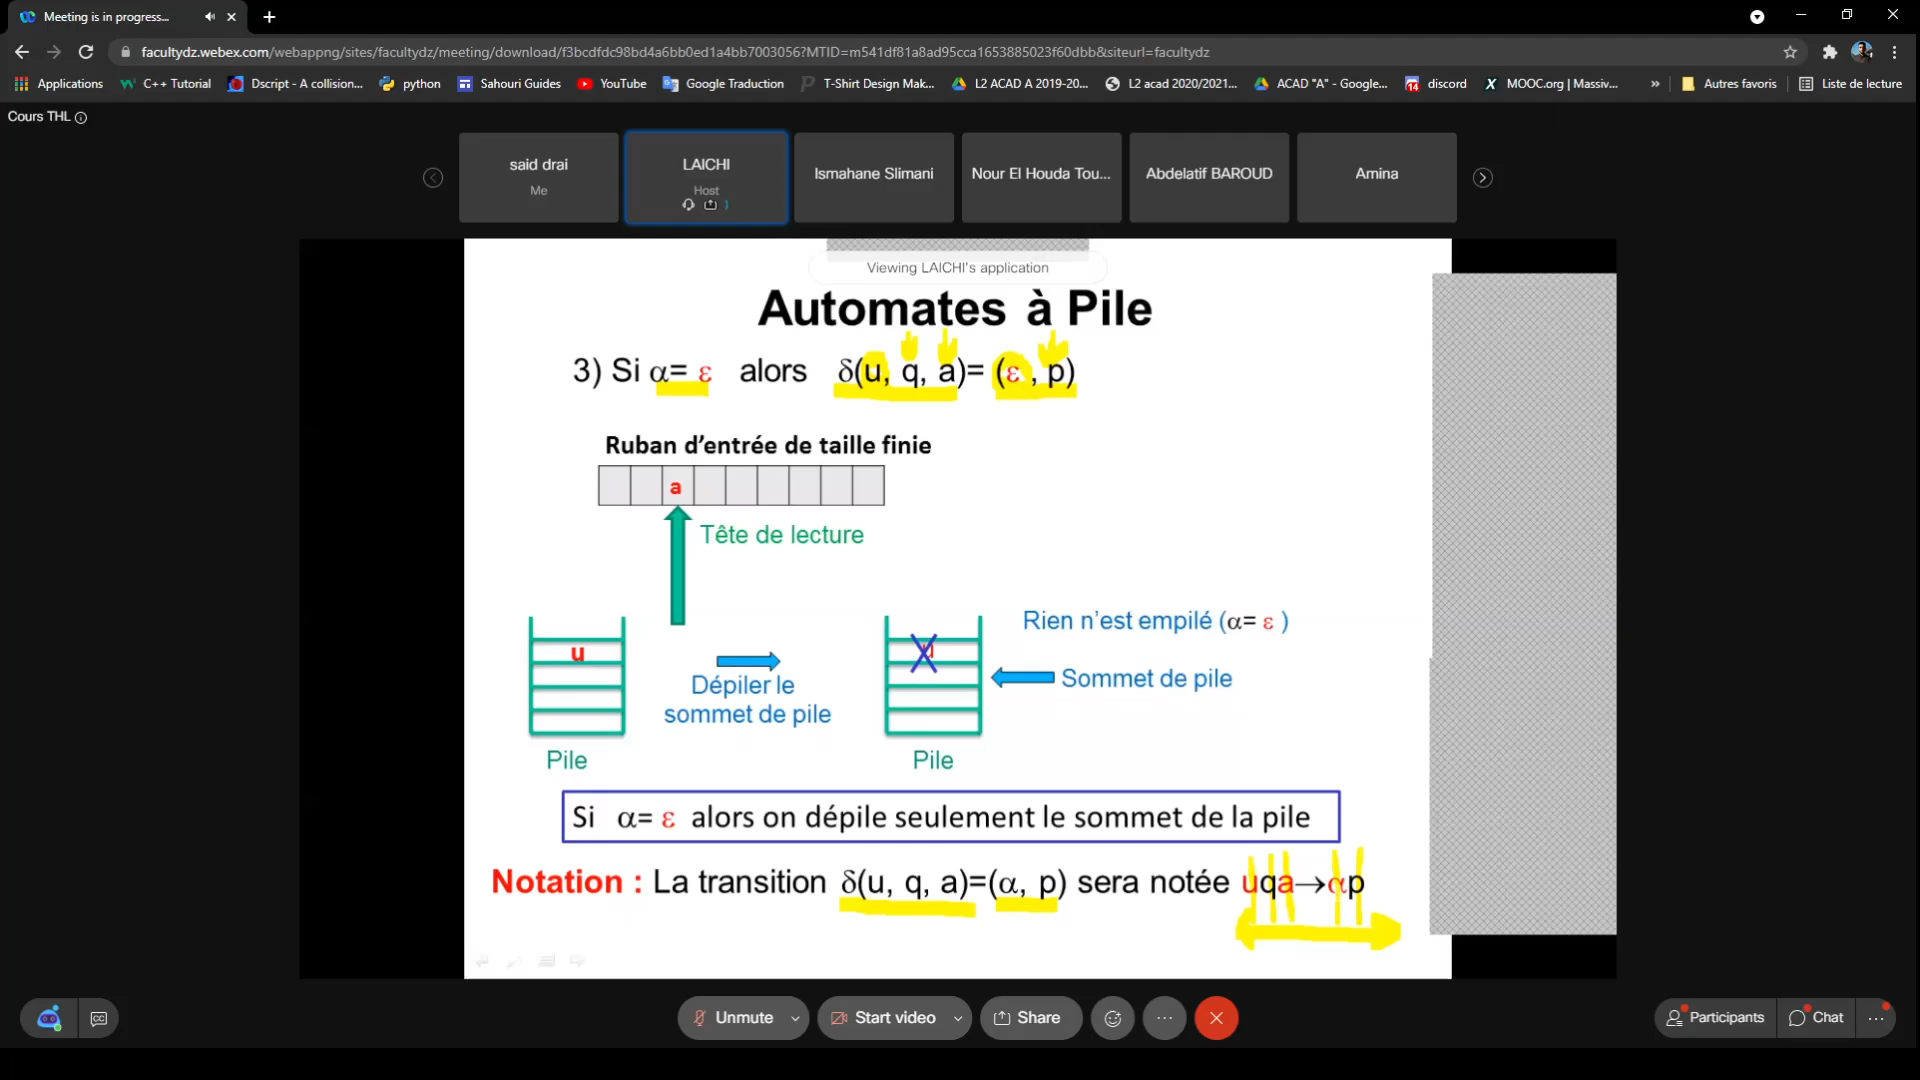 Meeting is in progress...
facultydz.webex.com/webappng/sites/facultydz/meeting/download/f3bcdfdc98bd4a6bb0ed1a4bb7003056?MTID=m541df81a8ad95cca1653885023f60dbb&siteurl=facultydz
Applications C++ Tutorial Dscript - A collision... python Sahouri Guides YouTube Google Traduction T-Shirt Design Mak... L2 ACAD A 2019-20... L2 acad 2020/2021... ACAD "A" - Google... 14 discord X MOOC.org | Massiv... » Autres favoris Liste de lecture
Cours THL
said drai
Me
LAICHI
Host
Ismahane Slimani
Nour El Houda Tou...
Abdelatif BAROUD
Amina
Viewing LAICHI's application
Automates à Pile
3) Si α= ε alors δ(u, q, a)= (ε , p)
Ruban d’entrée de taille finie
a
Tête de lecture
Rien n’est empilé (α= ε )
u
u
Dépiler le
sommet de pile
Sommet de pile
Pile
Pile
Si α= ε alors on dépile seulement le sommet de la pile
Notation : La transition δ(u, q, a)=(α, p) sera notée uqa→αp
Unmute Start video Share Participants Chat